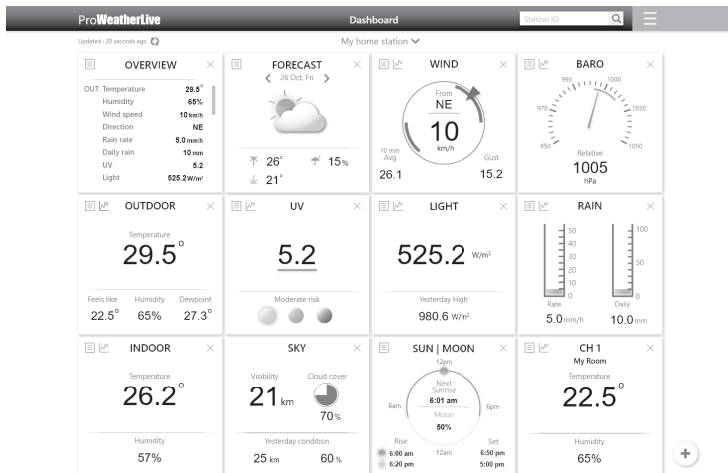 ProWeatherLive
Dashboard
Station ID
Updated : 20 seconds ago
My home station
OVERVIEW
OUT Temperature 29.5°
Humidity 65%
Wind speed 10 km/h
Direction NE
Rain rate 5.0 mm/h
Daily rain 10 mm
UV 5.2
Light 525.2W/m²
FORECAST
26 Oct, Fri
26° 15%
21°
WIND
From
NE
10
km/h
10 min
Avg
26.1
Gust
15.2
BARO
990 1000
970 1030
950 1050
Relative
1005
hPa
OUTDOOR
Temperature
29.5°
Feels like Humidity Dewpoint
22.5° 65% 27.3°
UV
5.2
Moderate risk
LIGHT
525.2 W/m²
Yesterday High
980.6 W/m²
RAIN
50 100
40
30 50
20
10
0 0
Rate Daily
5.0 mm/h 10.0 mm
INDOOR
Temperature
26.2°
Humidity
57%
SKY
Visibility Cloud cover
21 km
70 %
Yesterday condition
25 km 60 %
SUN | MOON
12pm
Next
Sunrise
6:01 am
6am 6pm
Moon
50%
Rise 12am Set
6:00 am 6:50 pm
6:20 pm 5:00 pm
CH 1
My Room
Temperature
22.5°
Humidity
65%